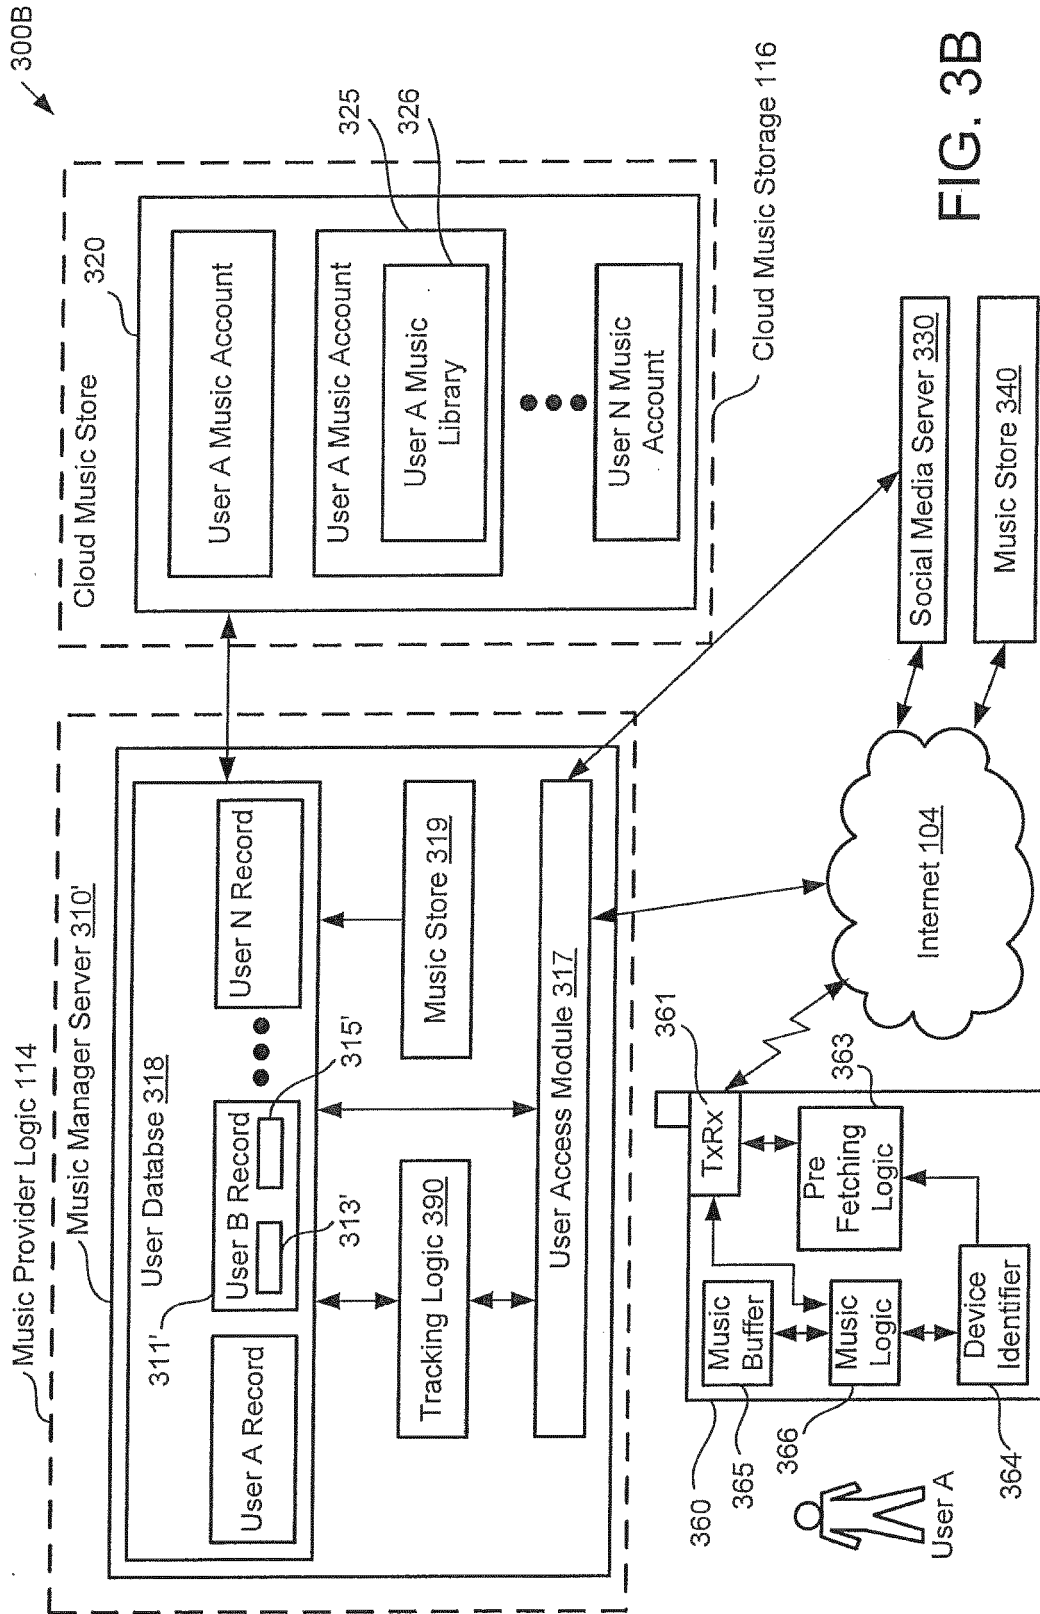 300B
Music Provider Logic 114
Music Manager Server 310'
User Databse 318
311'
User A Record
User B Record
313'
315'
User N Record
Tracking Logic 390
Music Store 319
User Access Module 317
Cloud Music Store
320
User A Music Account
User A Music Account
325
User A Music
Library
326
User N Music
Account
Cloud Music Storage 116
User A
360
365
366
364
Music
Buffer
Music
Logic
Device
Identifier
TxRx
361
Pre
Fetching
Logic
363
Internet 104
Social Media Server 330
Music Store 340
FIG. 3B